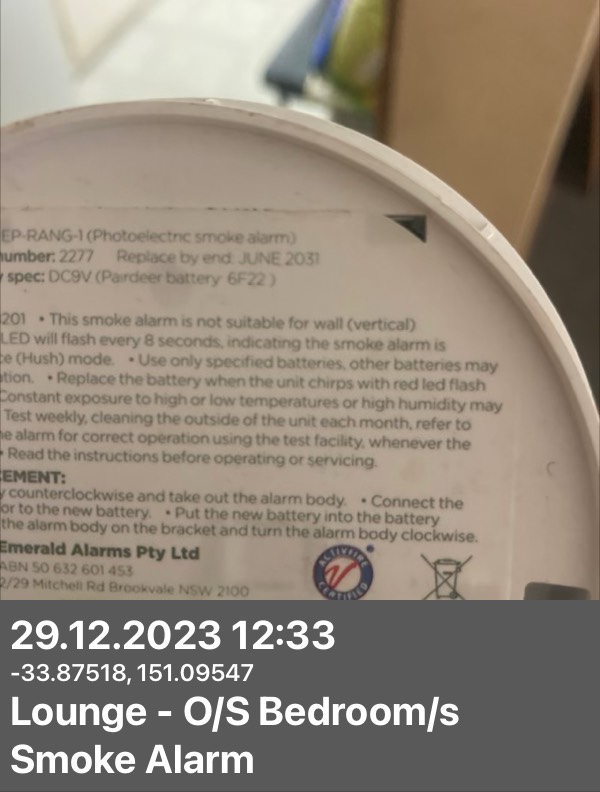 EP-RANG-1 (Photoelectric smoke alarm)
number: 2277 Replace by end: JUNE 2031
spec: DC9V (Pairdeer battery 6F22 )
201 • This smoke alarm is not suitable for wall (vertical)
LED will flash every 8 seconds, indicating the smoke alarm is
(Hush) mode. • Use only specified batteries, other batteries may
• Replace the battery when the unit chirps with red led flash
Constant exposure to high or low temperatures or high humidity may
Test weekly, cleaning the outside of the unit each month, refer to
alarm for correct operation using the test facility, whenever the
• Read the instructions before operating or servicing.
EMENT:
counterclockwise and take out the alarm body. • Connect the
or to the new battery. • Put the new battery into the battery
the alarm body on the bracket and turn the alarm body clockwise.
Emerald Alarms Pty Ltd
ABN 50 632 601 453
2/29 Mitchell Rd Brookvale NSW 2100
ACTIVFIRE
CERTIFIED
29.12.2023 12:33
-33.87518, 151.09547
Lounge - O/S Bedroom/s
Smoke Alarm